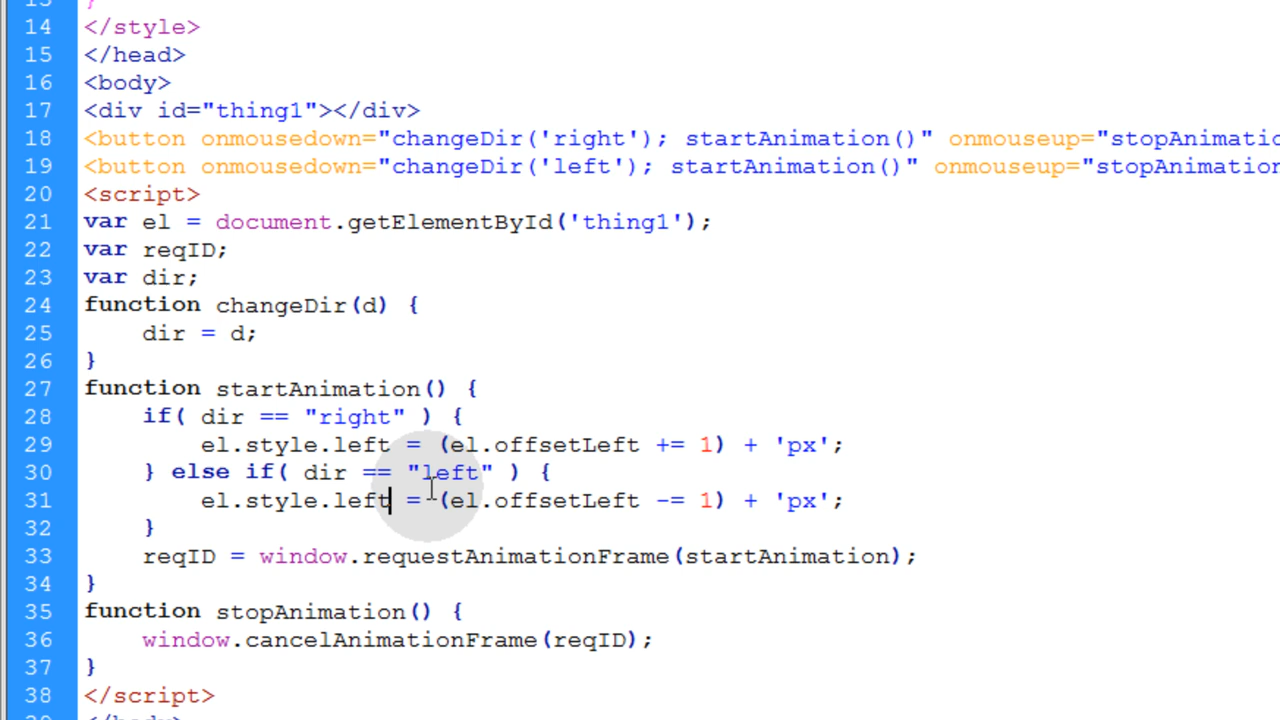 13 }
14 </style>
15 </head>
16 <body>
17 <div id="thing1"></div>
18 <button onmousedown="changeDir('right'); startAnimation()" onmouseup="stopAnimatio
19 <button onmousedown="changeDir('left'); startAnimation()" onmouseup="stopAnimation
20 <script>
21 var el = document.getElementById('thing1');
22 var reqID;
23 var dir;
24 function changeDir(d) {
25     dir = d;
26 }
27 function startAnimation() {
28     if( dir == "right" ) {
29         el.style.left = (el.offsetLeft += 1) + 'px';
30     } else if( dir == "left" ) {
31         el.style.left = (el.offsetLeft -= 1) + 'px';
32     }
33     reqID = window.requestAnimationFrame(startAnimation);
34 }
35 function stopAnimation() {
36     window.cancelAnimationFrame(reqID);
37 }
38 </script>
39 </body>